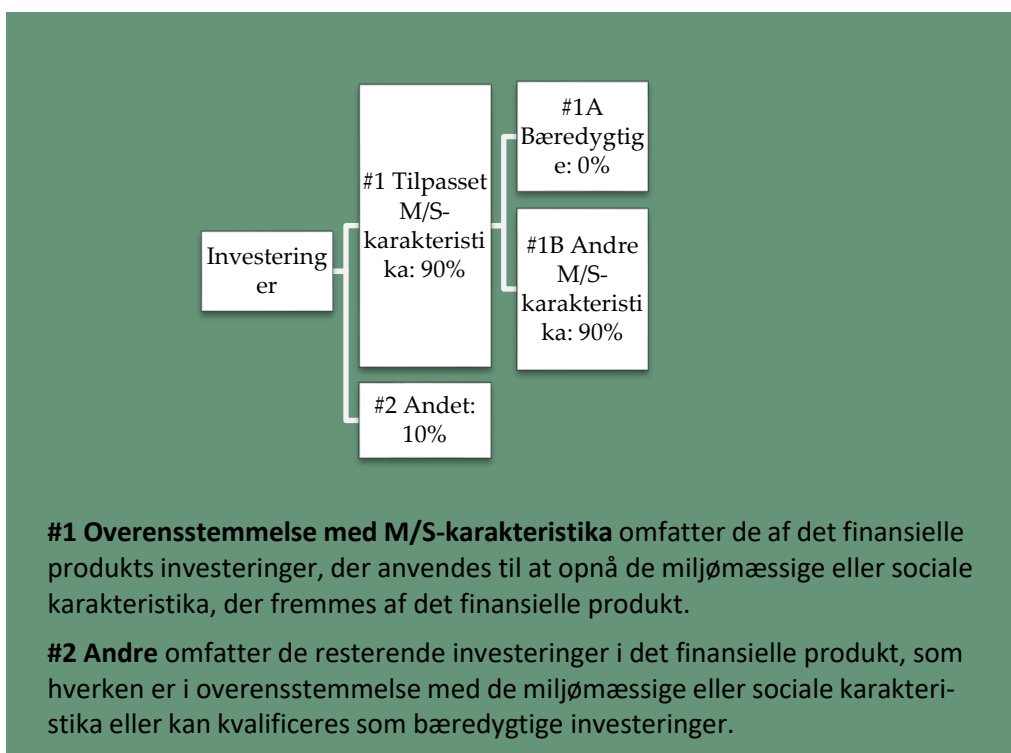 #1A
Bæredygtig
e: 0%
#1 Tilpasset
M/S-
karakteristi
ka: 90%
#1B Andre
M/S-
karakteristi
ka: 90%
Investering
er
#2 Andet:
10%
#1 Overensstemmelse med M/S-karakteristika omfatter de af det finansielle
produkts investeringer, der anvendes til at opnå de miljømæssige eller sociale
karakteristika, der fremmes af det finansielle produkt.
#2 Andre omfatter de resterende investeringer i det finansielle produkt, som
hverken er i overensstemmelse med de miljømæssige eller sociale karakteri-
stika eller kan kvalificeres som bæredygtige investeringer.